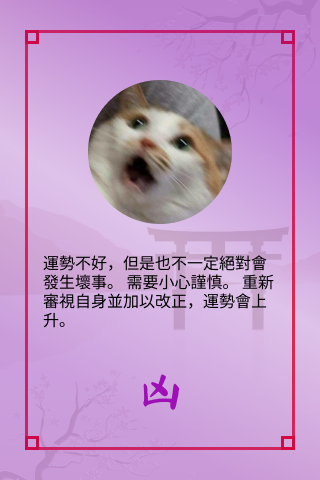 運勢不好，但是也不一定絕對會
發生壞事。 需要小心謹慎。 重新
審視自身並加以改正，運勢會上
升。
凶